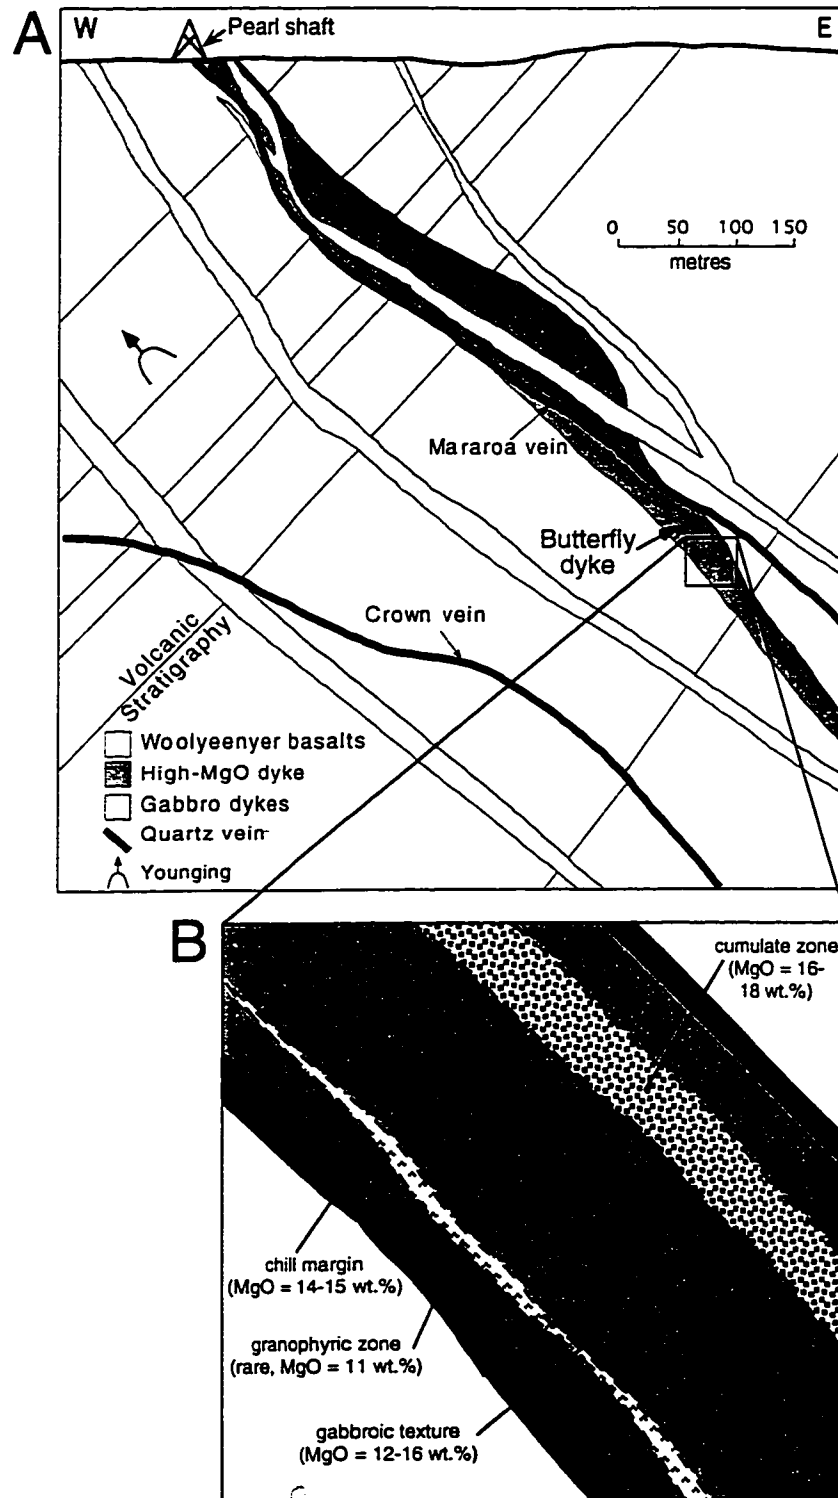 A
W
Pearl shaft
E
0 50 100 150
metres
Mararoa vein
Butterfly
dyke
Crown vein
Volcanic
Stratigraphy
Woolyeenyer basalts
High-MgO dyke
Gabbro dykes
Quartz vein
Younging
B
cumulate zone
(MgO = 16-
18 wt.%)
chill margin
(MgO = 14-15 wt.%)
granophyric zone
(rare, MgO = 11 wt.%)
gabbroic texture
(MgO = 12-16 wt.%)